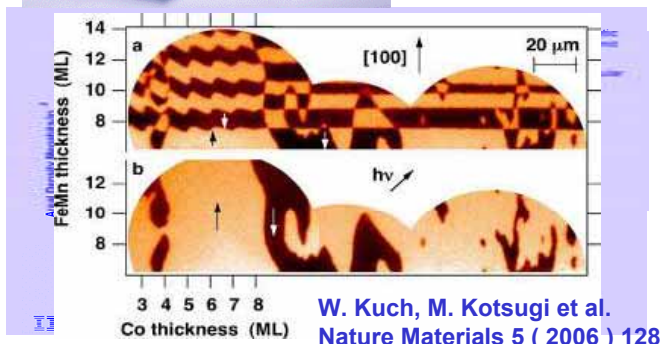 14
12
10
8
a
[100]
20 μm
FeMn thickness (ML)
b
hν
12
10
8
3 4 5 6 7 8
Co thickness (ML)
W. Kuch, M. Kotsugi et al.
Nature Materials 5 ( 2006 ) 128